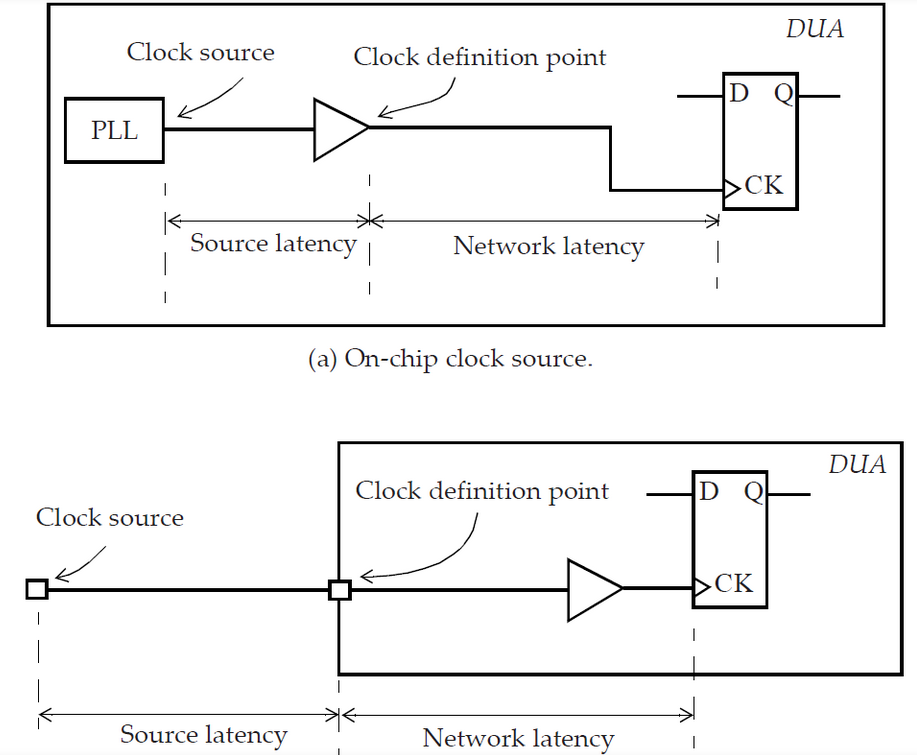 DUA
Clock source
Clock definition point
PLL
D Q
CK
Source latency
Network latency
(a) On-chip clock source.
DUA
Clock definition point
D Q
Clock source
CK
Source latency
Network latency